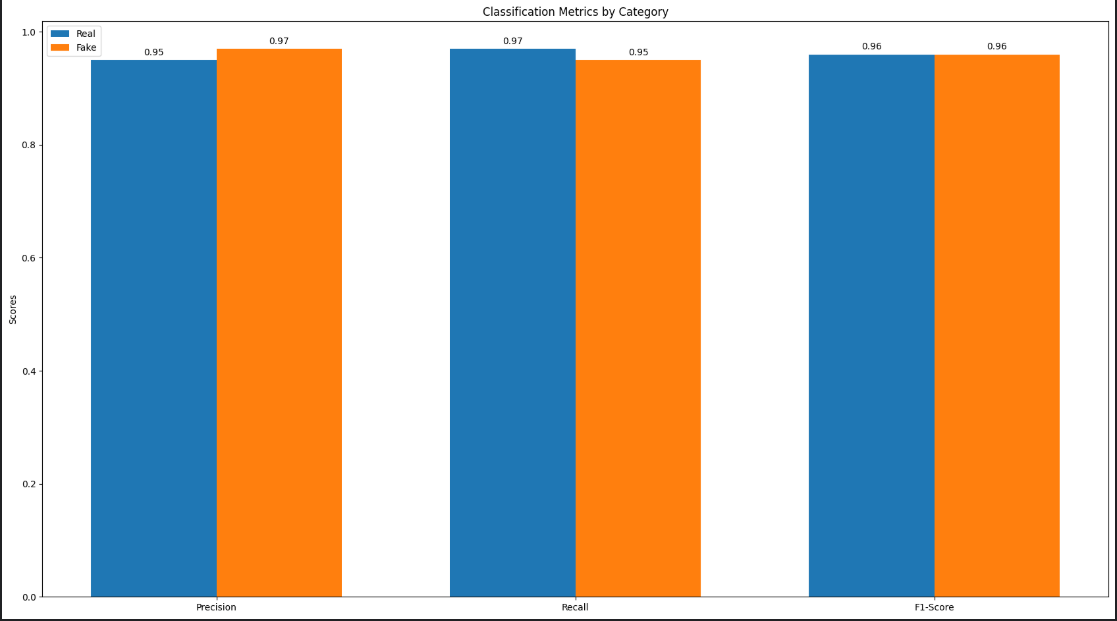 Classification Metrics by Category
Real
Fake
Scores
1.0
0.8
0.6
0.4
0.2
0.0
0.95
0.97
0.97
0.95
0.96
0.96
Precision
Recall
F1-Score